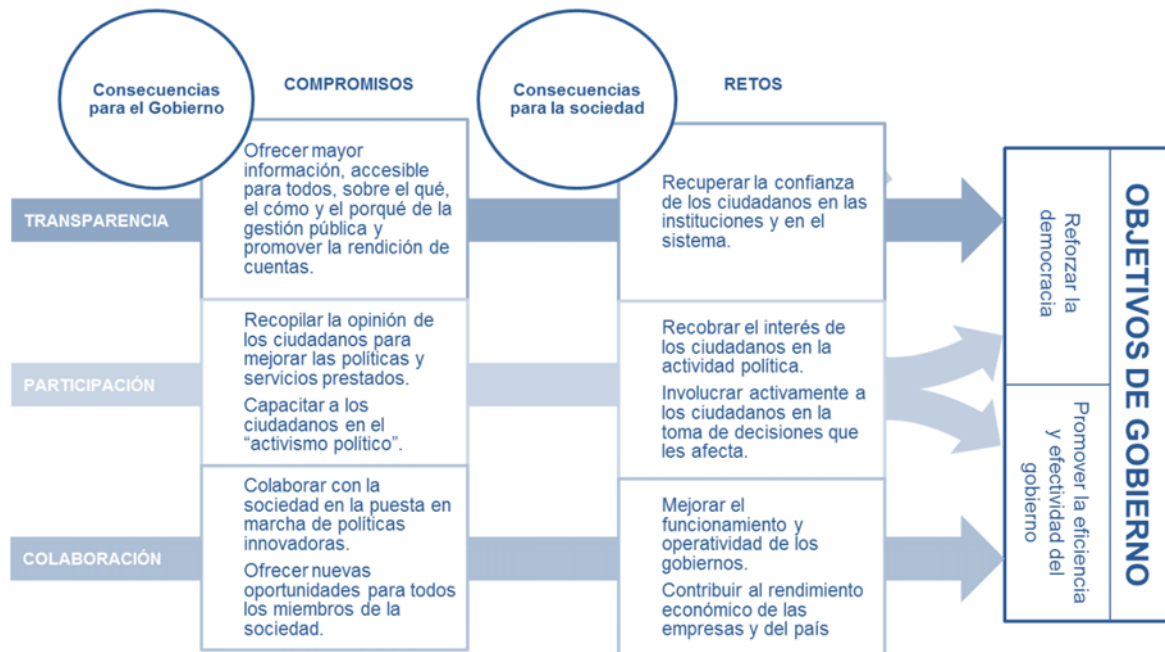 Consecuencias
para el Gobierno
COMPROMISOS
Consecuencias
para la sociedad
RETOS
TRANSPARENCIA
Ofrecer mayor
información, accesible
para todos, sobre el qué,
el cómo y el porqué de la
gestión pública y
promover la rendición de
cuentas.
Recuperar la confianza
de los ciudadanos en las
instituciones y en el
sistema.
PARTICIPACIÓN
Recopilar la opinión de
los ciudadanos para
mejorar las políticas y
servicios prestados.
Capacitar a los
ciudadanos en el
“activismo político”.
Recobrar el interés de
los ciudadanos en la
actividad política.
Involucrar activamente a
los ciudadanos en la
toma de decisiones que
les afecta.
COLABORACIÓN
Colaborar con la
sociedad en la puesta en
marcha de políticas
innovadoras.
Ofrecer nuevas
oportunidades para todos
los miembros de la
sociedad.
Mejorar el
funcionamiento y
operatividad de los
gobiernos.
Contribuir al rendimiento
económico de las
empresas y del país
OBJETIVOS DE GOBIERNO
Reforzar la
democracia
Promover la eficiencia
y efectividad del
gobierno